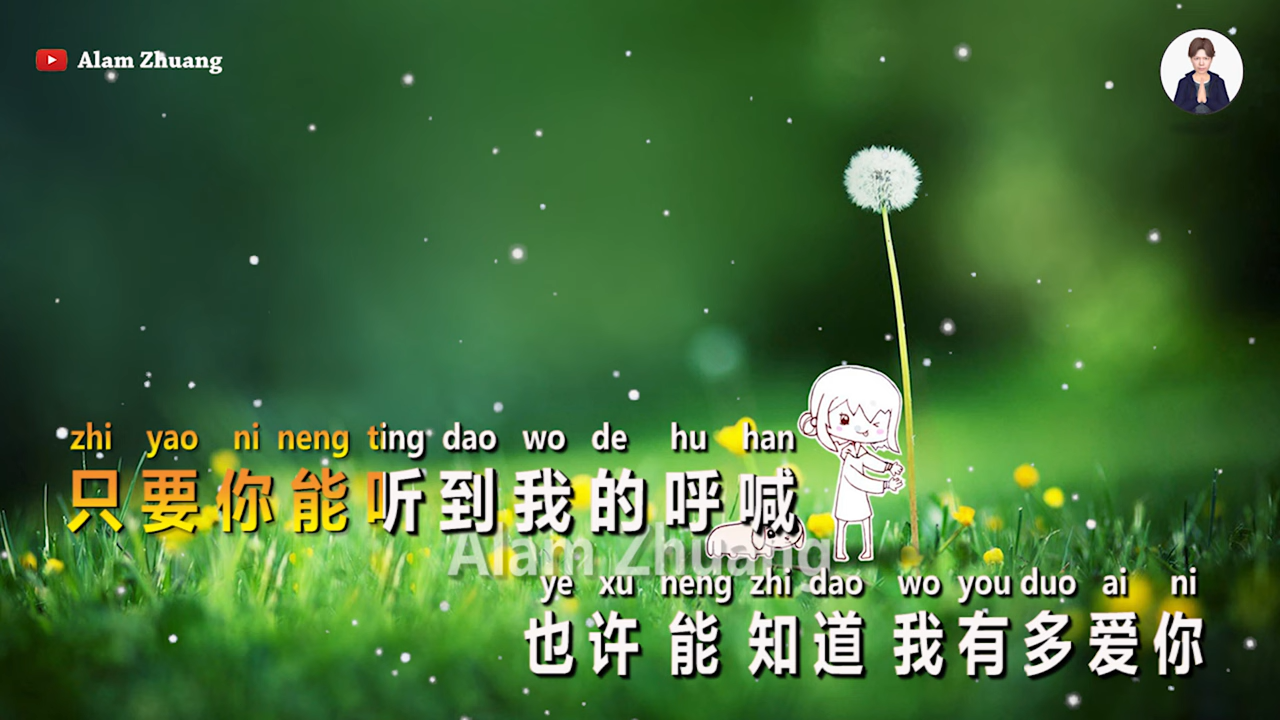 Alam Zhuang
zhi yao ni neng ting dao wo de hu han
只要你能听到我的呼喊
Alam Zhuang
ye xu neng zhi dao wo you duo ai ni
也许能知道我有多爱你